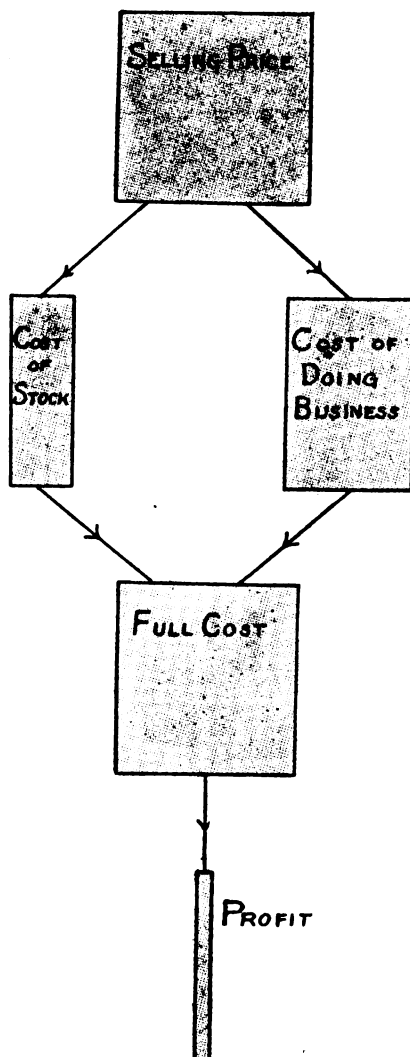 SELLING PRICE
COST
OF
STOCK
COST OF
DOING
BUSINESS
FULL COST
PROFIT